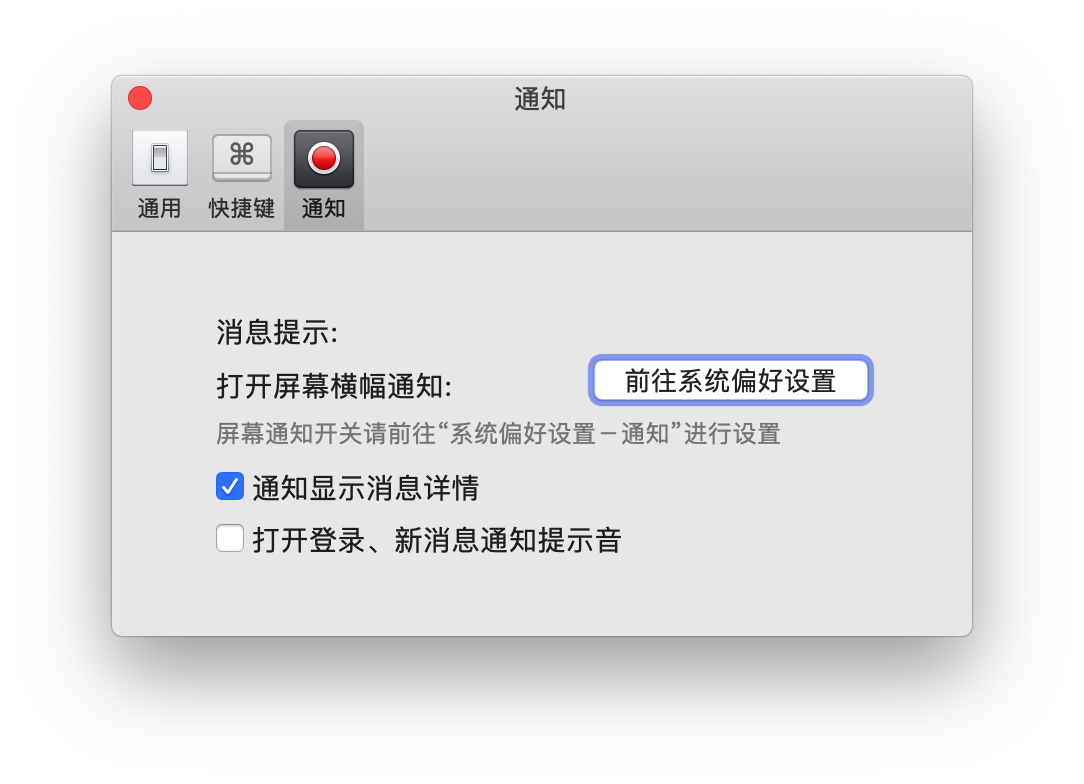 通知
⌘
通用 快捷键 通知
消息提示:
打开屏幕横幅通知: 前往系统偏好设置
屏幕通知开关请前往“系统偏好设置－通知”进行设置
通知显示消息详情
打开登录、新消息通知提示音